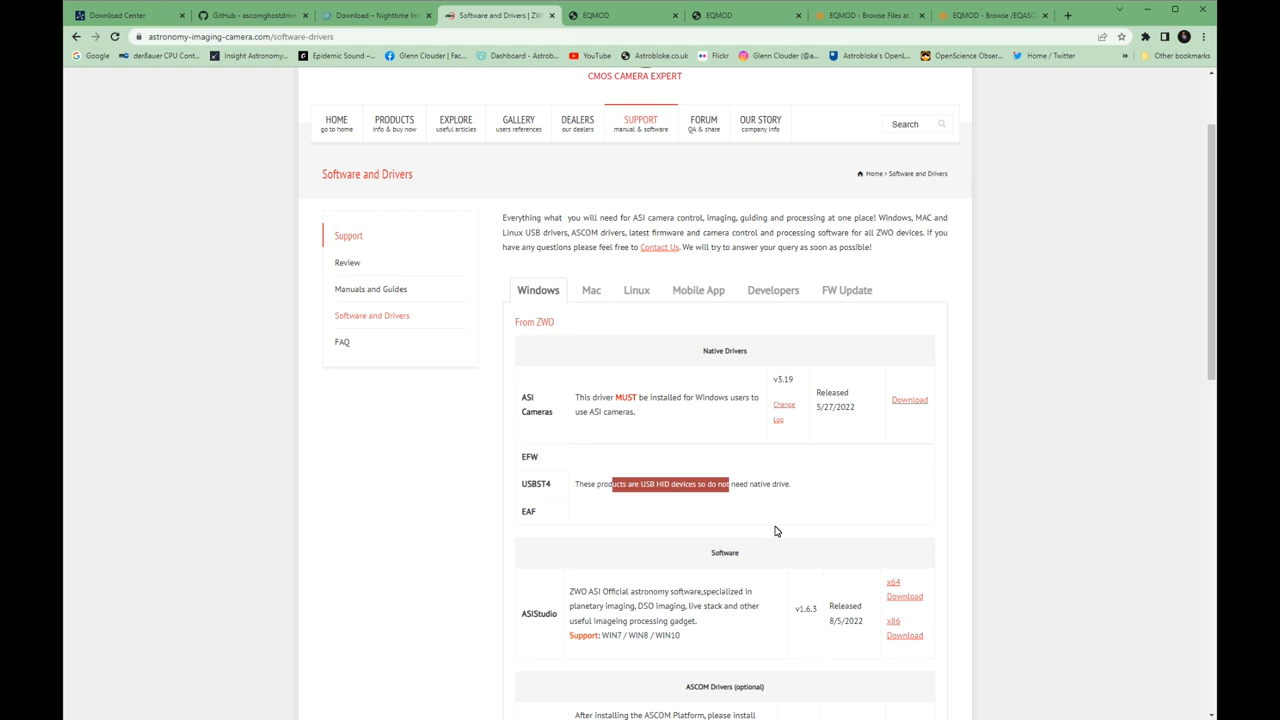 Download Center
GitHub - ascomghostdrive
Download – Nighttime Im
Software and Drivers | ZW
EQMOD
EQMOD
EQMOD - Browse Files at
EQMOD - Browse /EQASC
astronomy-imaging-camera.com/software-drivers
Google
der8auer CPU Cont...
Insight Astronomy...
Epidemic Sound –...
Glenn Clouder | Fac...
Dashboard - Astrob...
YouTube
Astrobloke.co.uk
Flickr
Glenn Clouder (@a...
Astrobloke's OpenL...
OpenScience Obser...
Home / Twitter
»
Other bookmarks
CMOS CAMERA EXPERT
HOME
go to home
PRODUCTS
info & buy now
EXPLORE
useful articles
GALLERY
users references
DEALERS
our dealers
SUPPORT
manual & software
FORUM
QA & share
OUR STORY
company info
Search
Software and Drivers
Home › Software and Drivers
Support
Review
Manuals and Guides
Software and Drivers
FAQ
Everything what you will need for ASI camera control, imaging, guiding and processing at one place! Windows, MAC and
Linux USB drivers, ASCOM drivers, latest firmware and camera control and processing software for all ZWO devices. If you
have any questions please feel free to Contact Us. We will try to answer your query as soon as possible!
Windows
Mac
Linux
Mobile App
Developers
FW Update
From ZWO
Native Drivers
ASI
Cameras
This driver MUST be installed for Windows users to
use ASI cameras.
v3.19
Change
Log
Released
5/27/2022
Download
EFW
USBST4
EAF
These products are USB HID devices so do not need native drive.
Software
ASIStudio
ZWO ASI Official astronomy software,specialized in
planetary imaging, DSO imaging, live stack and other
useful imageing processing gadget.
Support: WIN7 / WIN8 / WIN10
v1.6.3
Released
8/5/2022
x64
Download
x86
Download
ASCOM Drivers (optional)
After installing the ASCOM Platform, please install